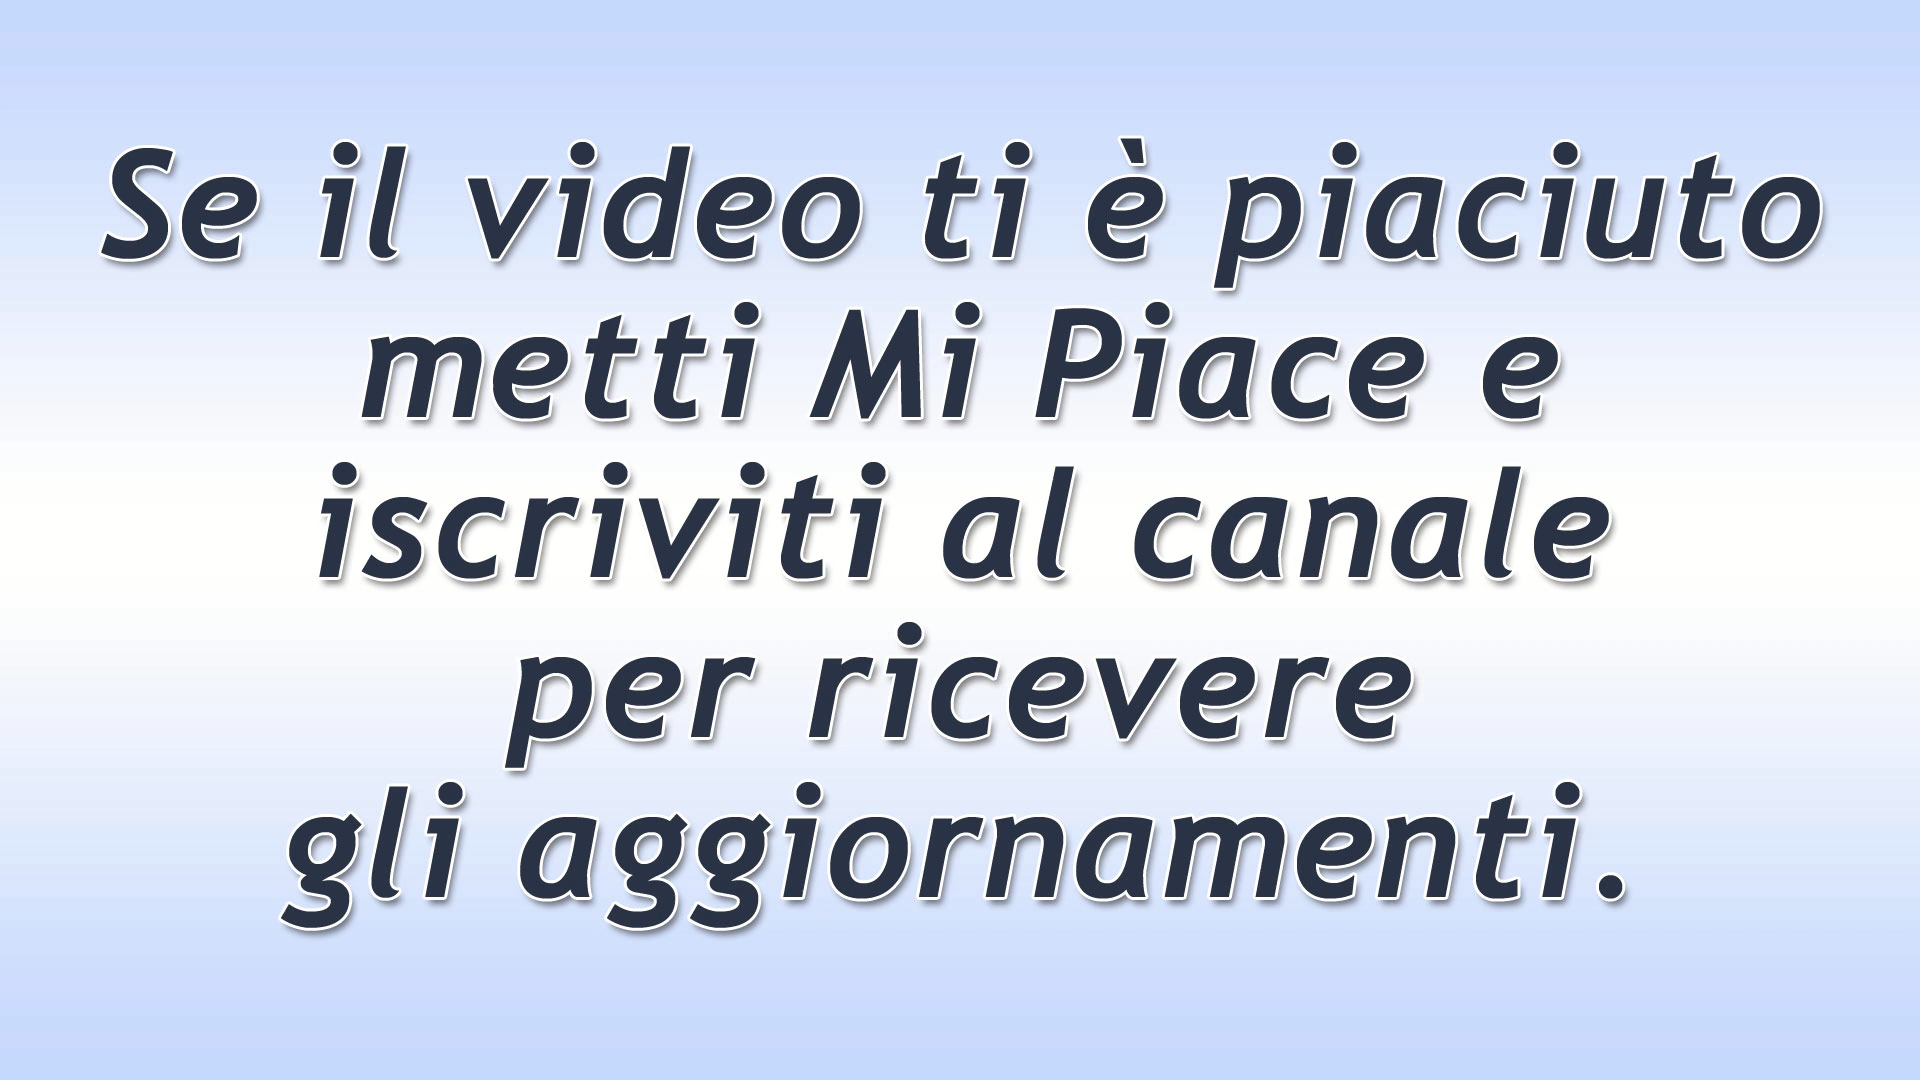 Se il video ti è piaciuto
metti Mi Piace e
iscriviti al canale
per ricevere
gli aggiornamenti.